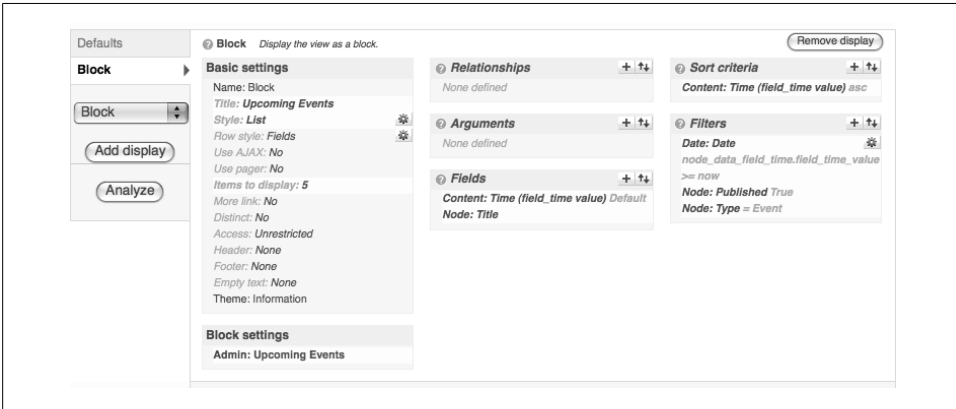 Defaults
Block
Block
Add display
Analyze
Block Display the view as a block.
Remove display
Basic settings
Name: Block
Title: Upcoming Events
Style: List
Row style: Fields
Use AJAX: No
Use pager: No
Items to display: 5
More link: No
Distinct: No
Access: Unrestricted
Header: None
Footer: None
Empty text: None
Theme: Information
Block settings
Admin: Upcoming Events
Relationships
None defined
Arguments
None defined
Fields
Content: Time (field_time value) Default
Node: Title
Sort criteria
Content: Time (field_time value) asc
Filters
Date: Date
node_data_field_time.field_time_value
>= now
Node: Published True
Node: Type = Event